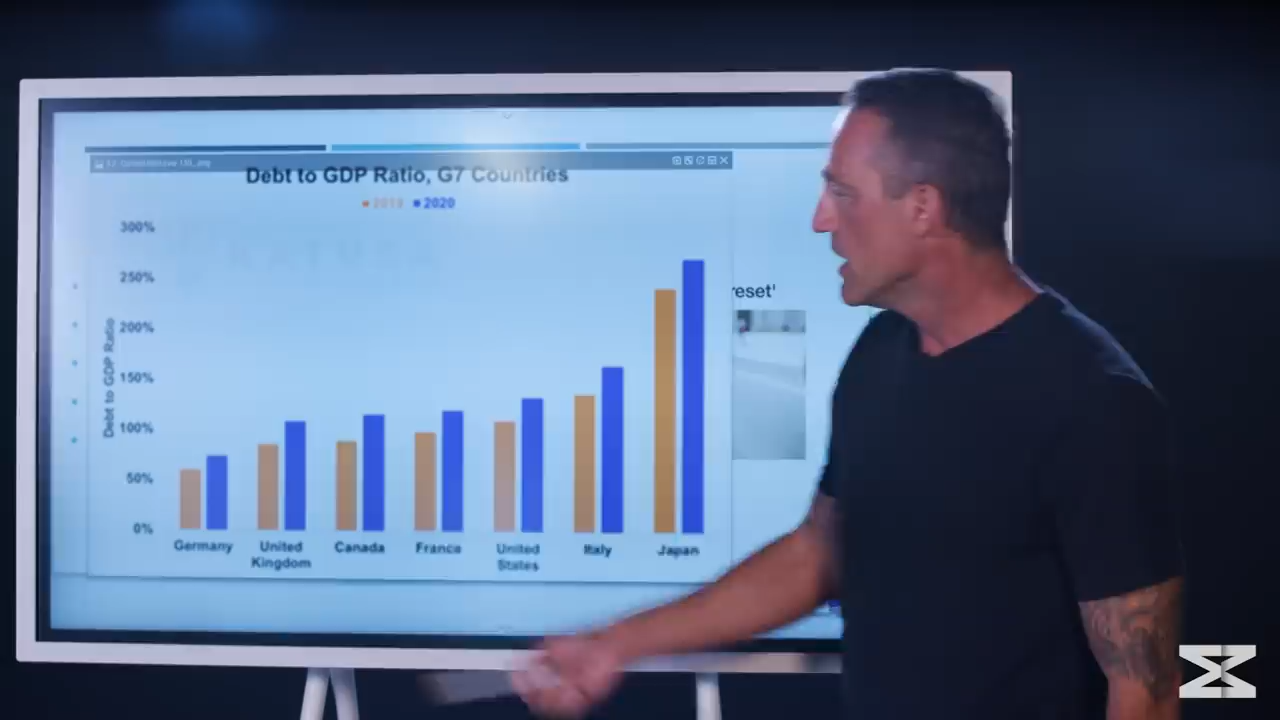 Debt to GDP Ratio, G7 Countries
2019 2020
300%
250%
200%
150%
100%
50%
0%
Debt to GDP Ratio
Germany
United Kingdom
Canada
France
United States
Italy
Japan
reset'